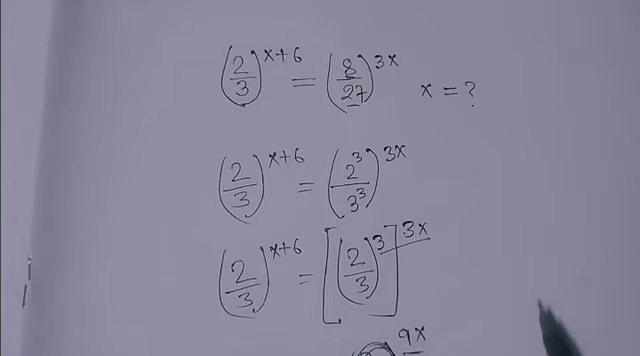 (2/3)^(x+6) = (8/27)^(3x) x = ?
(2/3)^(x+6) = (2^3/3^3)^(3x)
(2/3)^(x+6) = [(2/3)^3]^(3x)
9x